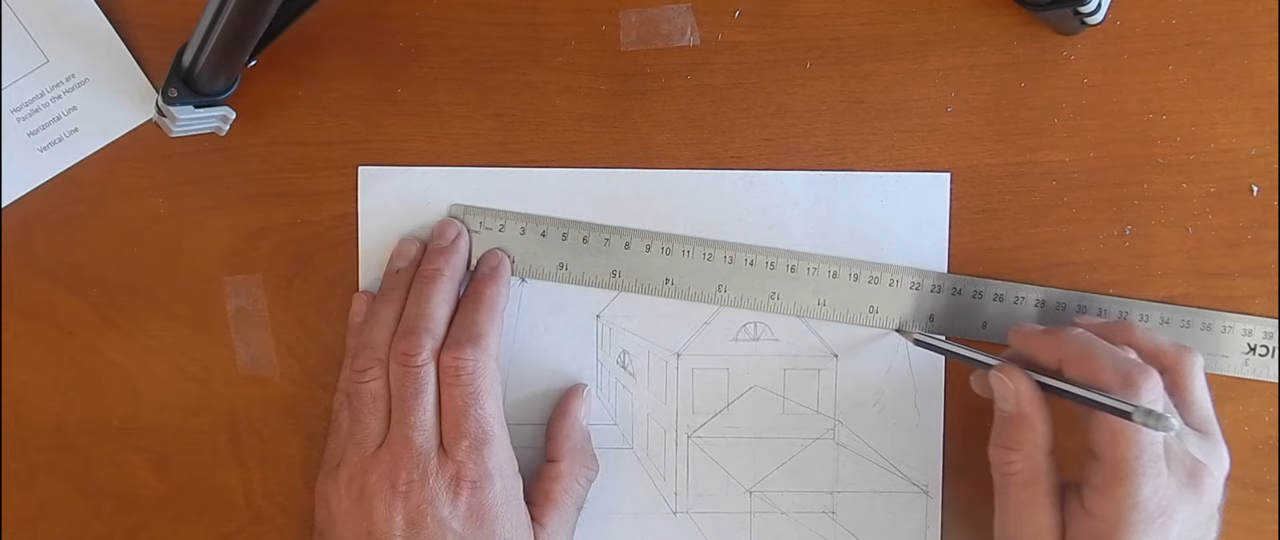 Horizontal Lines are
Parallel to the Horizon
Horizontal Line
Vertical Line
1 2 3 4 5 6 7 8 9 10 11 12 13 14 15 16 17 18 19 20 21 22 23 24 25 26 27 28 29 30 31 32 33 34 35 36 37 38 39
16 15 14 13 12 11 10 9 8 3
ICK